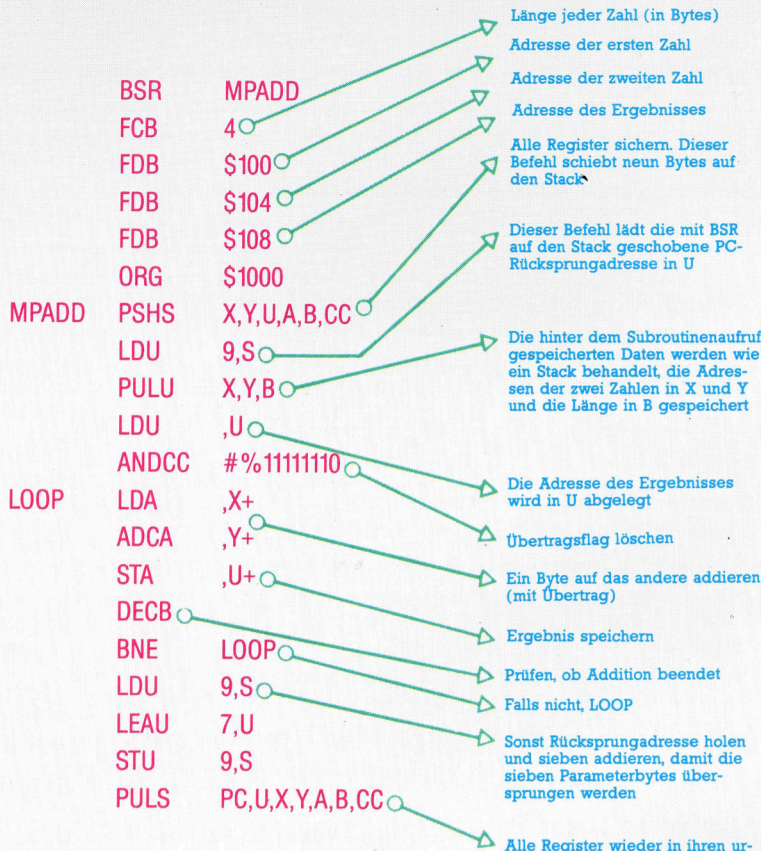 Länge jeder Zahl (in Bytes)
Adresse der ersten Zahl
Adresse der zweiten Zahl
Adresse des Ergebnisses
Alle Register sichern. Dieser
Befehl schiebt neun Bytes auf
den Stack
Dieser Befehl lädt die mit BSR
auf den Stack geschobene PC-
Rücksprungadresse in U
Die hinter dem Subroutinenaufruf
gespeicherten Daten werden wie
ein Stack behandelt, die Adres-
sen der zwei Zahlen in X und Y
und die Länge in B gespeichert
Die Adresse des Ergebnisses
wird in U abgelegt
Übertragsflag löschen
Ein Byte auf das andere addieren
(mit Übertrag)
Ergebnis speichern
Prüfen, ob Addition beendet
Falls nicht, LOOP
Sonst Rücksprungadresse holen
und sieben addieren, damit die
sieben Parameterbytes über-
sprungen werden
Alle Register wieder in ihren ur-
BSR MPADD
FCB 4
FDB $100
FDB $104
FDB $108
ORG $1000
MPADD PSHS X,Y,U,A,B,CC
LDU 9,S
PULU X,Y,B
LDU ,U
ANDCC #%11111110
LOOP LDA ,X+
ADCA ,Y+
STA ,U+
DECB
BNE LOOP
LDU 9,S
LEAU 7,U
STU 9,S
PULS PC,U,X,Y,A,B,CC